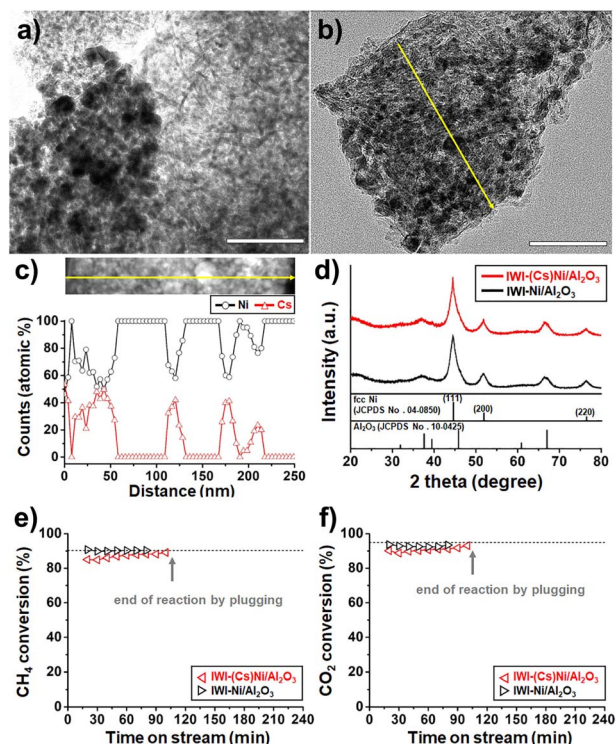 a)
b)
c)
Ni Cs
Counts (atomic %)
100
80
60
40
20
0
0 50 100 150 200 250
Distance (nm)
d)
IWI-(Cs)Ni/Al₂O₃
IWI-Ni/Al₂O₃
Intensity (a.u.)
fcc Ni
(JCPDS No . 04-0850)
(111)
(200)
(220)
Al₂O₃ (JCPDS No . 10-0425)
20 30 40 50 60 70 80
2 theta (degree)
e)
CH₄ conversion (%)
100
80
60
40
20
0
end of reaction by plugging
IWI-(Cs)Ni/Al₂O₃
IWI-Ni/Al₂O₃
0 30 60 90 120 150 180 210 240
Time on stream (min)
f)
CO₂ conversion (%)
100
80
60
40
20
0
end of reaction by plugging
IWI-(Cs)Ni/Al₂O₃
IWI-Ni/Al₂O₃
0 30 60 90 120 150 180 210 240
Time on stream (min)